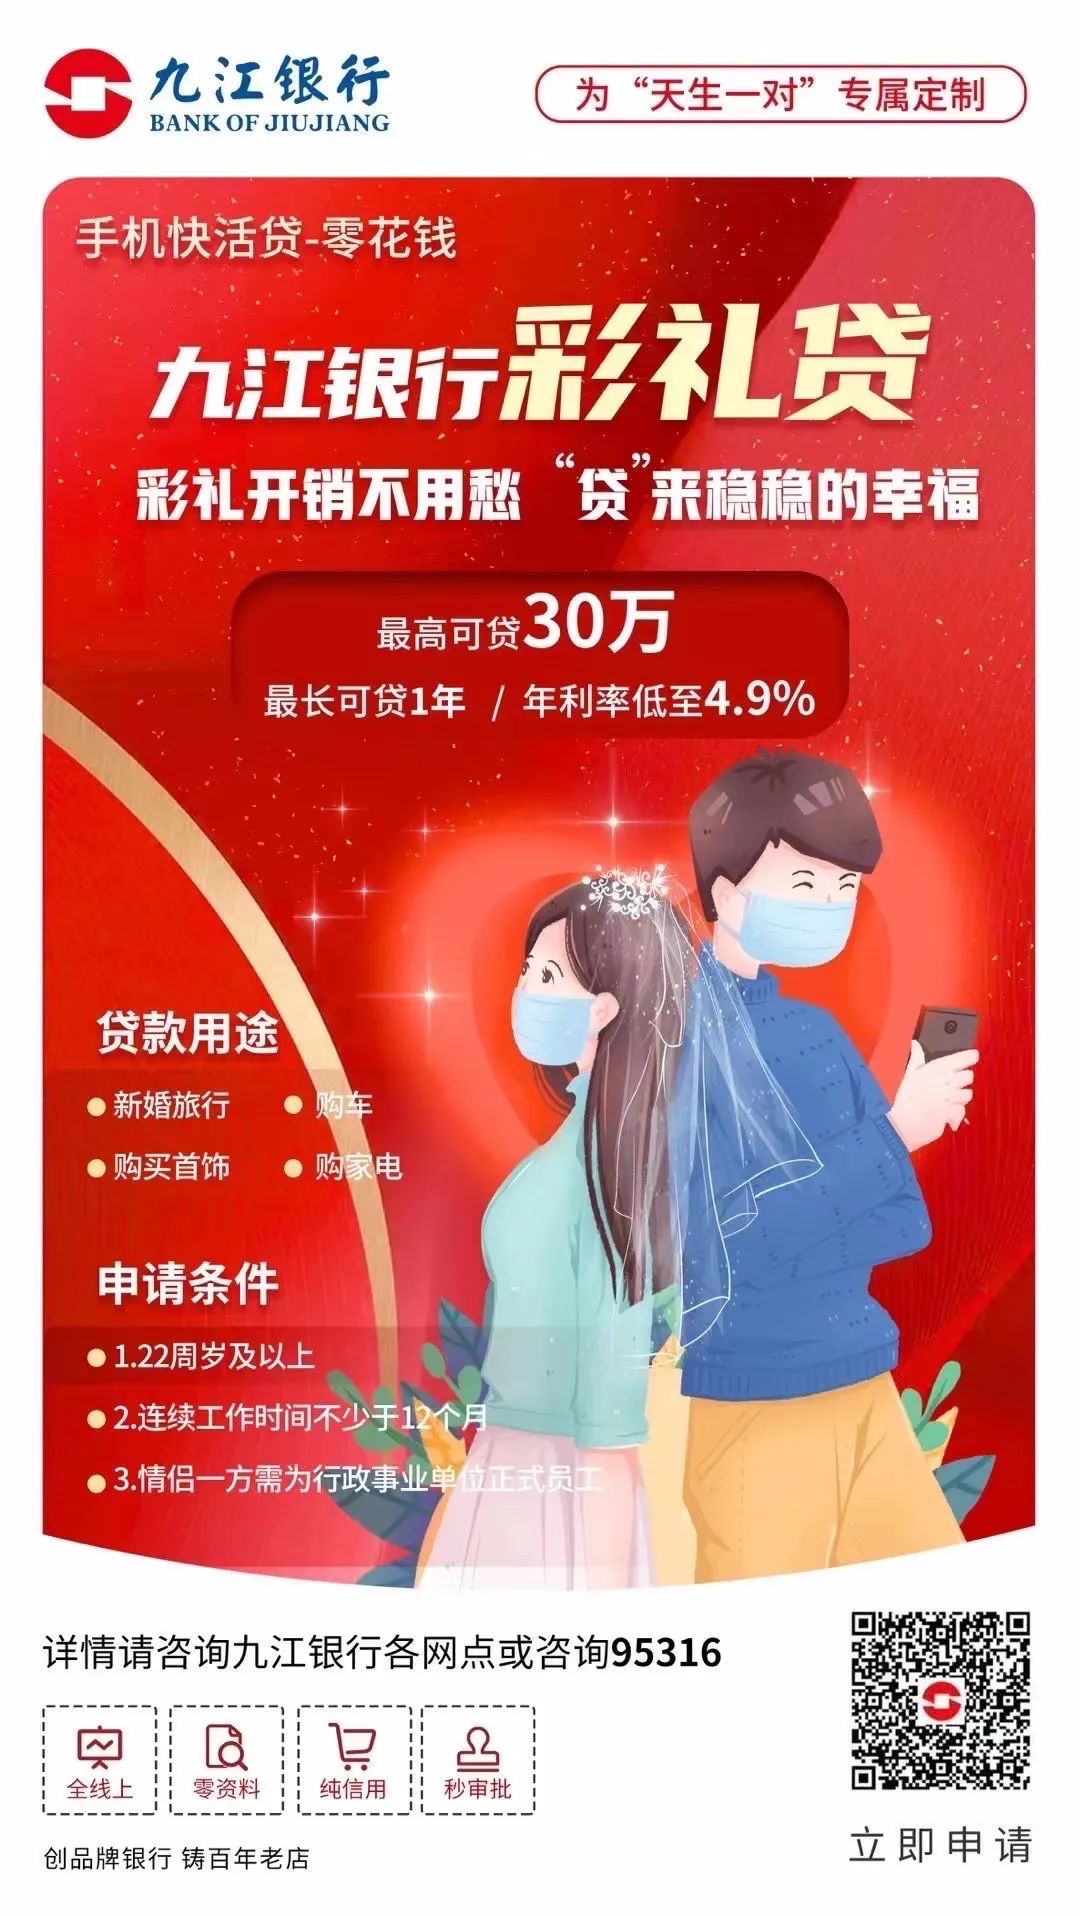 九江银行
BANK OF JIUJIANG
为“天生一对”专属定制
手机快活贷-零花钱
九江银行彩礼贷
彩礼开销不用愁 “贷”来稳稳的幸福
最高可贷30万
最长可贷1年 / 年利率低至4.9%
贷款用途
新婚旅行
购车
购买首饰
购家电
申请条件
1.22周岁及以上
2.连续工作时间不少于12个月
3.情侣一方需为行政事业单位正式员工
详情请咨询九江银行各网点或咨询95316
全线上
零资料
纯信用
秒审批
创品牌银行 铸百年老店
立即申请